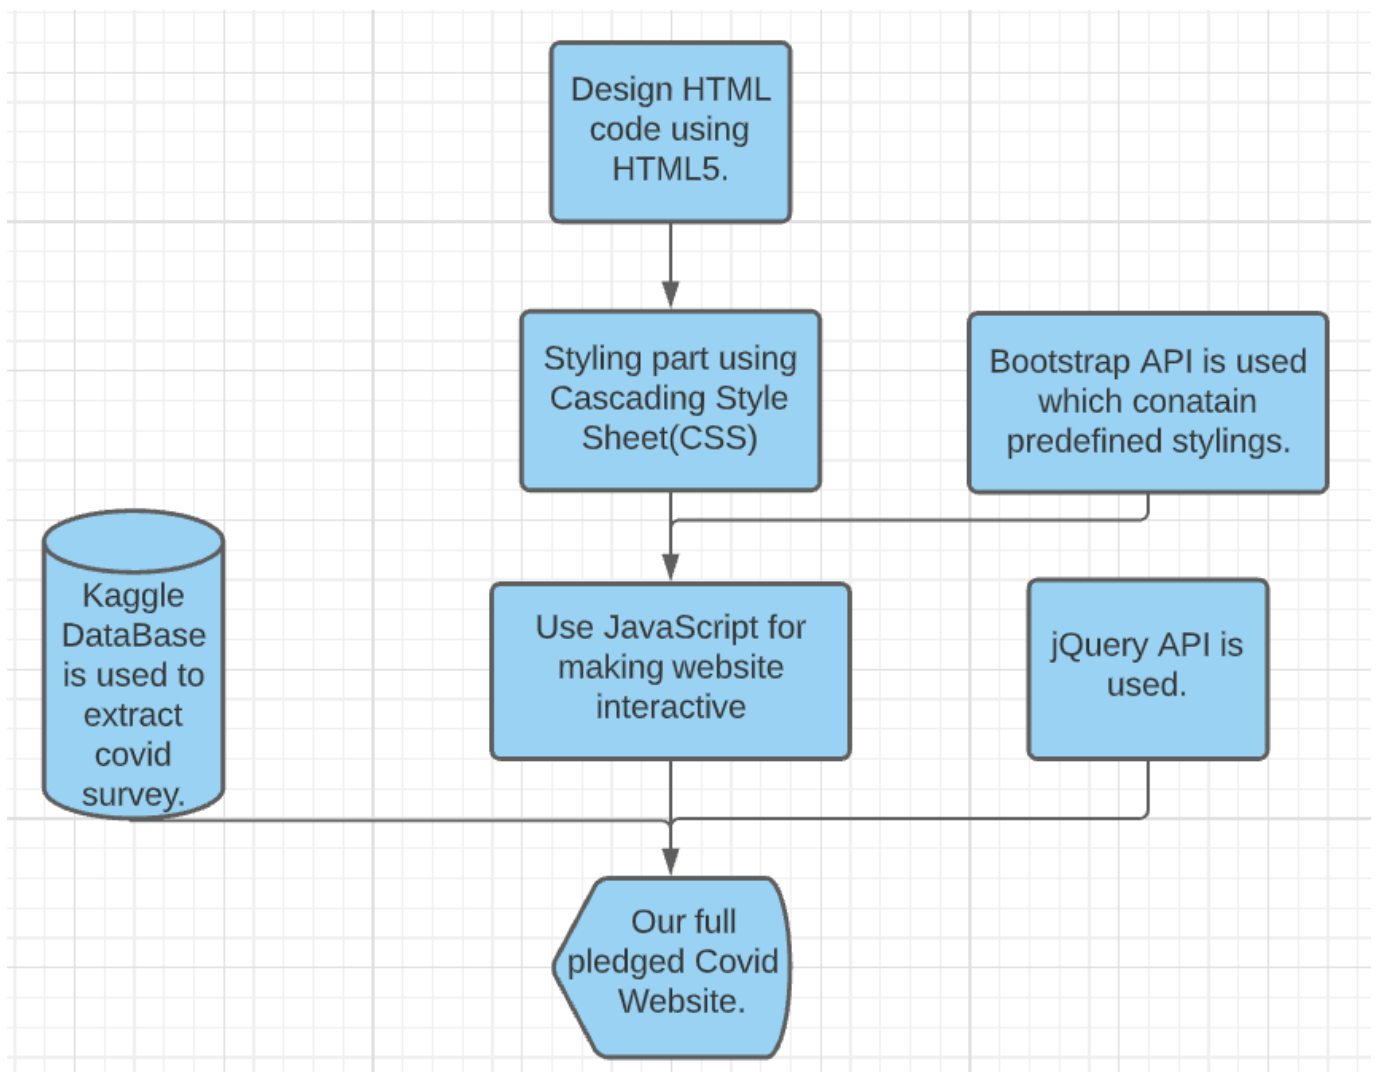 Design HTML
code using
HTML5.
Styling part using
Cascading Style
Sheet(CSS)
Bootstrap API is used
which conatain
predefined stylings.
Kaggle
DataBase
is used to
extract
covid
survey.
Use JavaScript for
making website
interactive
jQuery API is
used.
Our full
pledged Covid
Website.